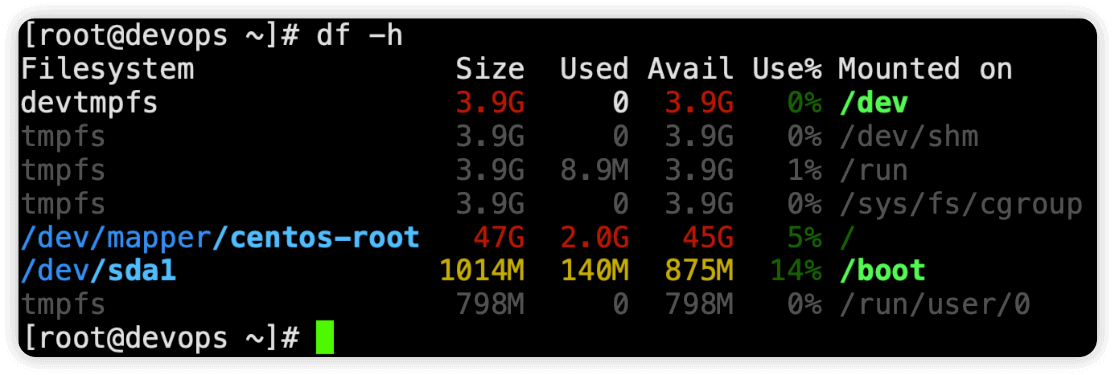 [root@devops ~]# df -h
Filesystem               Size  Used Avail Use% Mounted on
devtmpfs                 3.9G     0  3.9G   0% /dev
tmpfs                    3.9G     0  3.9G   0% /dev/shm
tmpfs                    3.9G  8.9M  3.9G   1% /run
tmpfs                    3.9G     0  3.9G   0% /sys/fs/cgroup
/dev/mapper/centos-root   47G  2.0G   45G   5% /
/dev/sda1               1014M  140M  875M  14% /boot
tmpfs                    798M     0  798M   0% /run/user/0
[root@devops ~]#